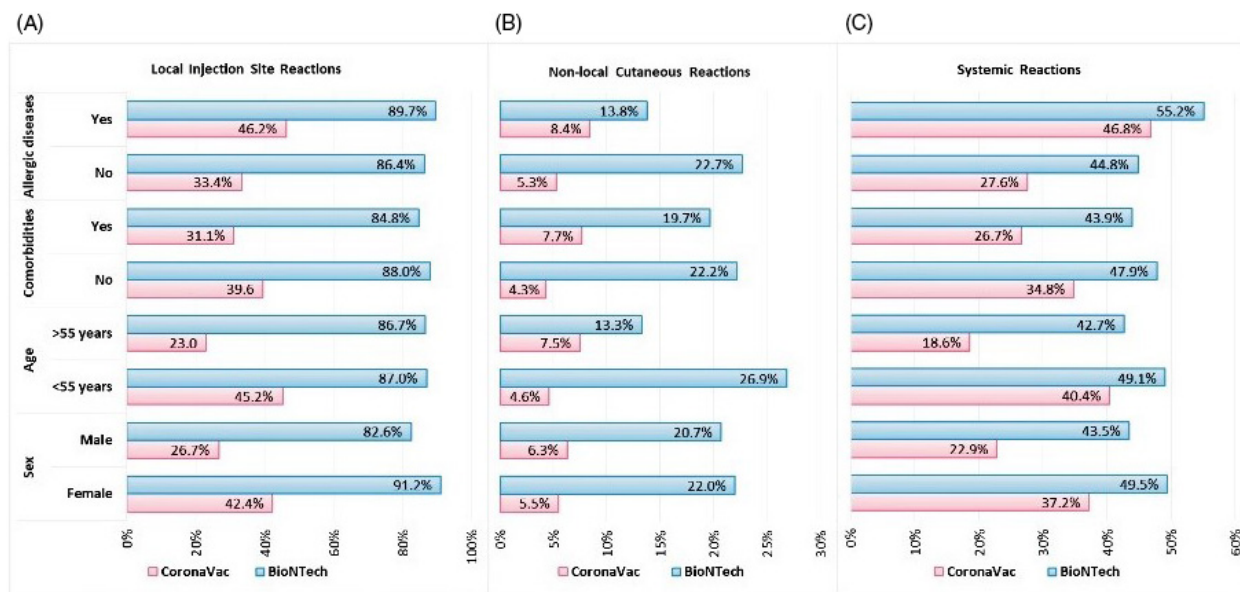 (A)
Local Injection Site Reactions
Allergic diseases
Yes
89.7%
46.2%
No
86.4%
33.4%
Comorbidities
Yes
84.8%
31.1%
No
88.0%
39.6
Age
>55 years
86.7%
23.0
<55 years
87.0%
45.2%
Sex
Male
82.6%
26.7%
Female
91.2%
42.4%
0%
20%
40%
60%
80%
100%
CoronaVac
BioNTech
(B)
Non-local Cutaneous Reactions
13.8%
8.4%
22.7%
5.3%
19.7%
7.7%
22.2%
4.3%
13.3%
7.5%
26.9%
4.6%
20.7%
6.3%
22.0%
5.5%
0%
5%
10%
15%
20%
25%
30%
CoronaVac
BioNTech
(C)
Systemic Reactions
55.2%
46.8%
44.8%
27.6%
43.9%
26.7%
47.9%
34.8%
42.7%
18.6%
49.1%
40.4%
43.5%
22.9%
49.5%
37.2%
0%
10%
20%
30%
40%
50%
60%
CoronaVac
BioNTech